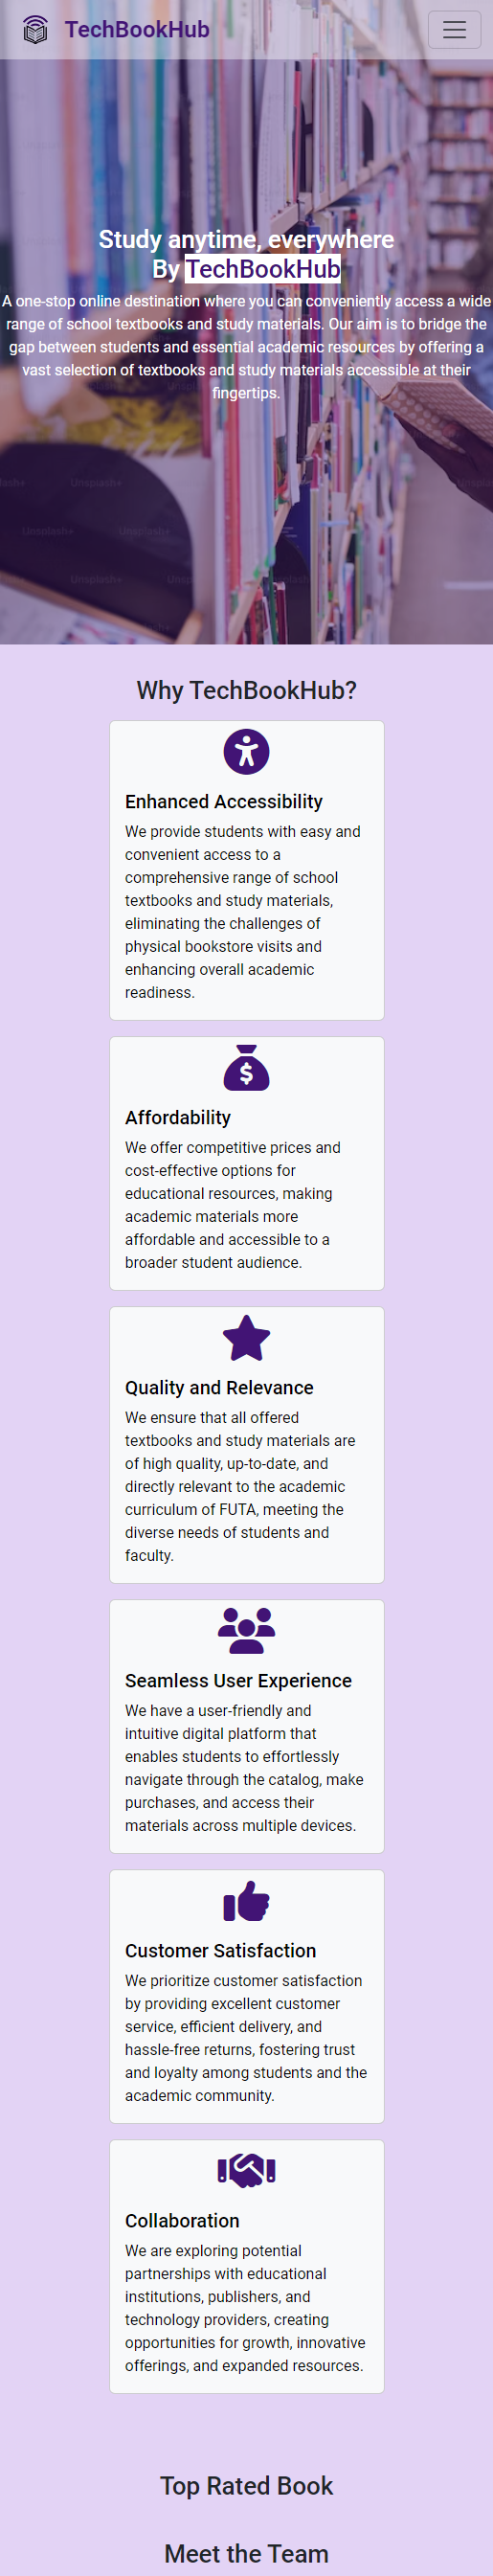 TechBookHub
Study anytime, everywhere
By TechBookHub
A one-stop online destination where you can conveniently access a wide
range of school textbooks and study materials. Our aim is to bridge the
gap between students and essential academic resources by offering a
vast selection of textbooks and study materials accessible at their
fingertips.
Unsplash+
Unsplash+ Unsplash+
Unsplash+
Why TechBookHub?
Enhanced Accessibility
We provide students with easy and
convenient access to a
comprehensive range of school
textbooks and study materials,
eliminating the challenges of
physical bookstore visits and
enhancing overall academic
readiness.
Affordability
We offer competitive prices and
cost-effective options for
educational resources, making
academic materials more
affordable and accessible to a
broader student audience.
Quality and Relevance
We ensure that all offered
textbooks and study materials are
of high quality, up-to-date, and
directly relevant to the academic
curriculum of FUTA, meeting the
diverse needs of students and
faculty.
Seamless User Experience
We have a user-friendly and
intuitive digital platform that
enables students to effortlessly
navigate through the catalog, make
purchases, and access their
materials across multiple devices.
Customer Satisfaction
We prioritize customer satisfaction
by providing excellent customer
service, efficient delivery, and
hassle-free returns, fostering trust
and loyalty among students and the
academic community.
Collaboration
We are exploring potential
partnerships with educational
institutions, publishers, and
technology providers, creating
opportunities for growth, innovative
offerings, and expanded resources.
Top Rated Book
Meet the Team